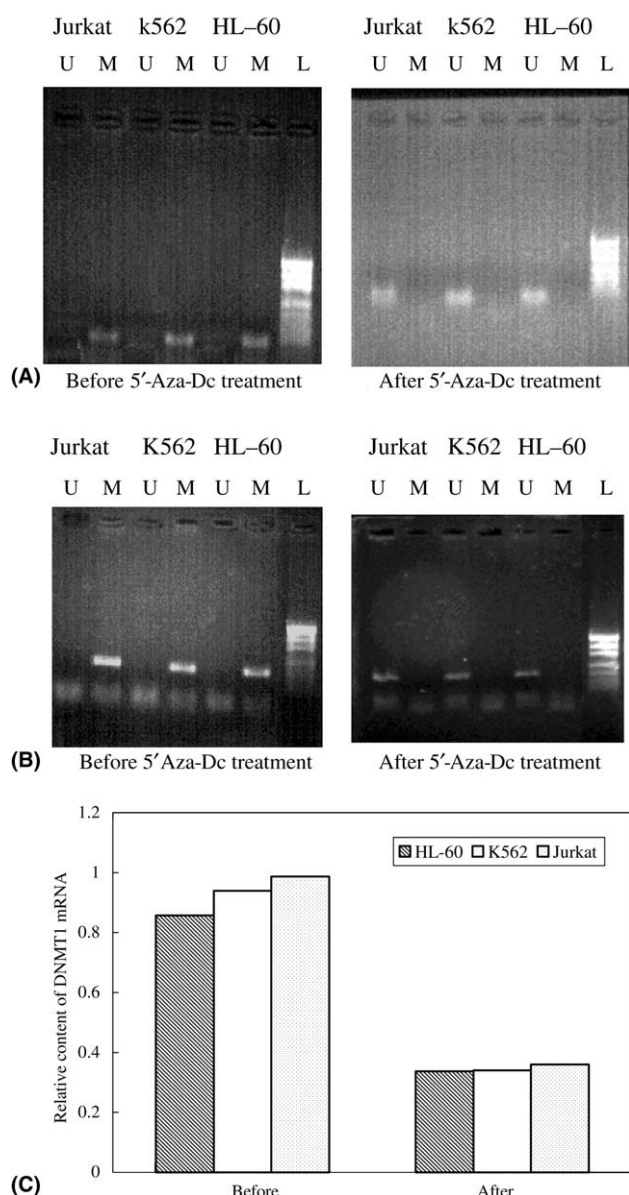 Jurkat k562 HL–60
U M U M U M L
Jurkat k562 HL–60
U M U M U M L
(A)
Before 5′-Aza-Dc treatment
After 5′-Aza-Dc treatment
Jurkat K562 HL–60
U M U M U M L
Jurkat K562 HL–60
U M U M U M L
(B)
Before 5′Aza-Dc treatment
After 5′-Aza-Dc treatment
Relative content of DNMT1 mRNA
1.2
1
0.8
0.6
0.4
0.2
0
HL-60 K562 Jurkat
(C)
Before
After